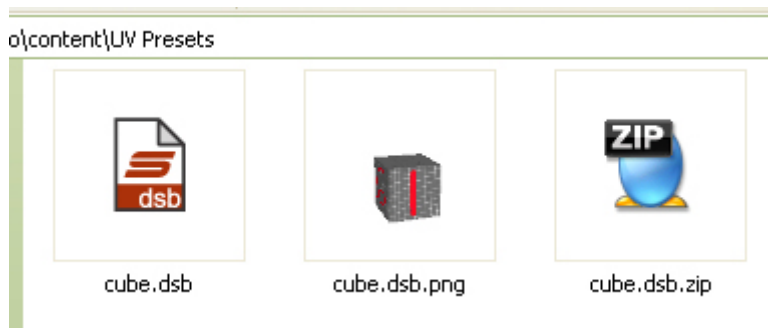 o\content\UV Presets
S
dsb
ZIP
cube.dsb
cube.dsb.png
cube.dsb.zip